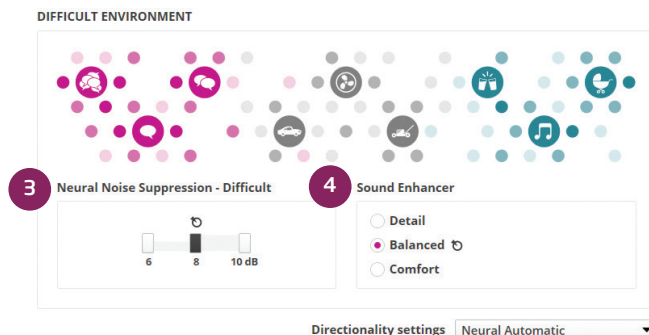 DIFFICULT ENVIRONMENT
3 Neural Noise Suppression - Difficult
6 8 10 dB
4 Sound Enhancer
Detail
Balanced
Comfort
Directionality settings Neural Automatic